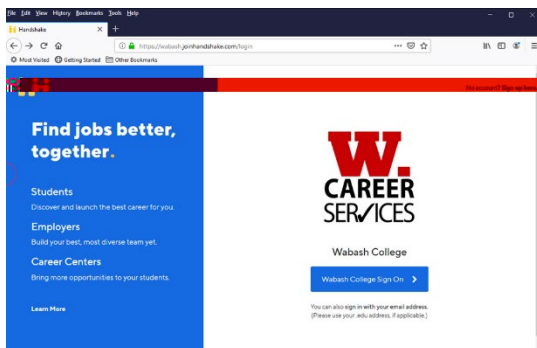 File Edit View History Bookmarks Tools Help
Handshake
https://wabash.joinhandshake.com/login
Most Visited Getting Started Other Bookmarks
No account? Sign up here
Find jobs better,
together.
Students
Discover and launch the best career for you.
Employers
Build your best, most diverse team yet.
Career Centers
Bring more opportunities to your students.
Learn More
W.
CAREER
SERVICES
Wabash College
Wabash College Sign On
You can also sign in with your email address.
(Please use your .edu address, if applicable.)